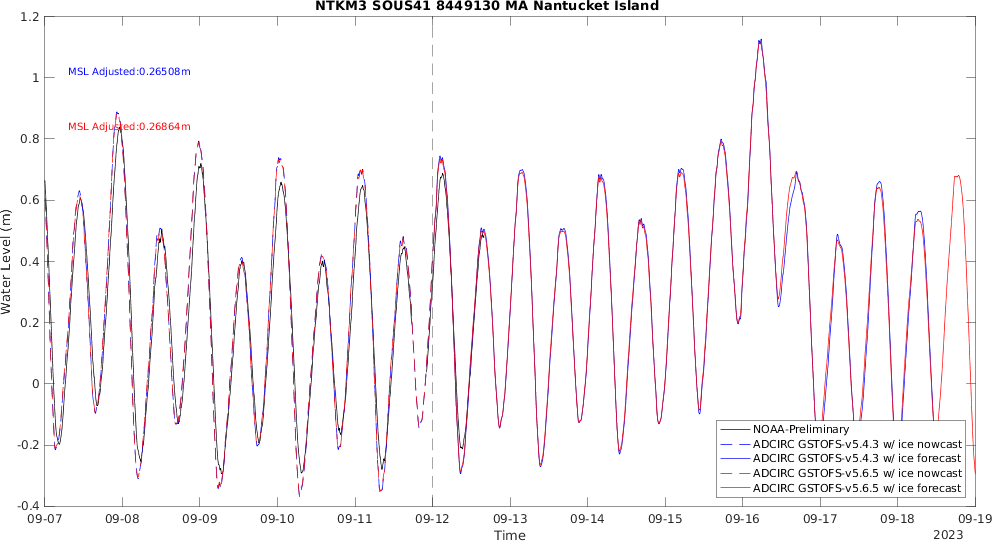 NTKM3 SOUS41 8449130 MA Nantucket Island
1.2
1
0.8
0.6
0.4
0.2
0
-0.2
-0.4
Water Level (m)
MSL Adjusted:0.26508m
MSL Adjusted:0.26864m
NOAA-Preliminary
ADCIRC GSTOFS-v5.4.3 w/ ice nowcast
ADCIRC GSTOFS-v5.4.3 w/ ice forecast
ADCIRC GSTOFS-v5.6.5 w/ ice nowcast
ADCIRC GSTOFS-v5.6.5 w/ ice forecast
09-07 09-08 09-09 09-10 09-11 09-12 09-13 09-14 09-15 09-16 09-17 09-18 09-19
Time
2023